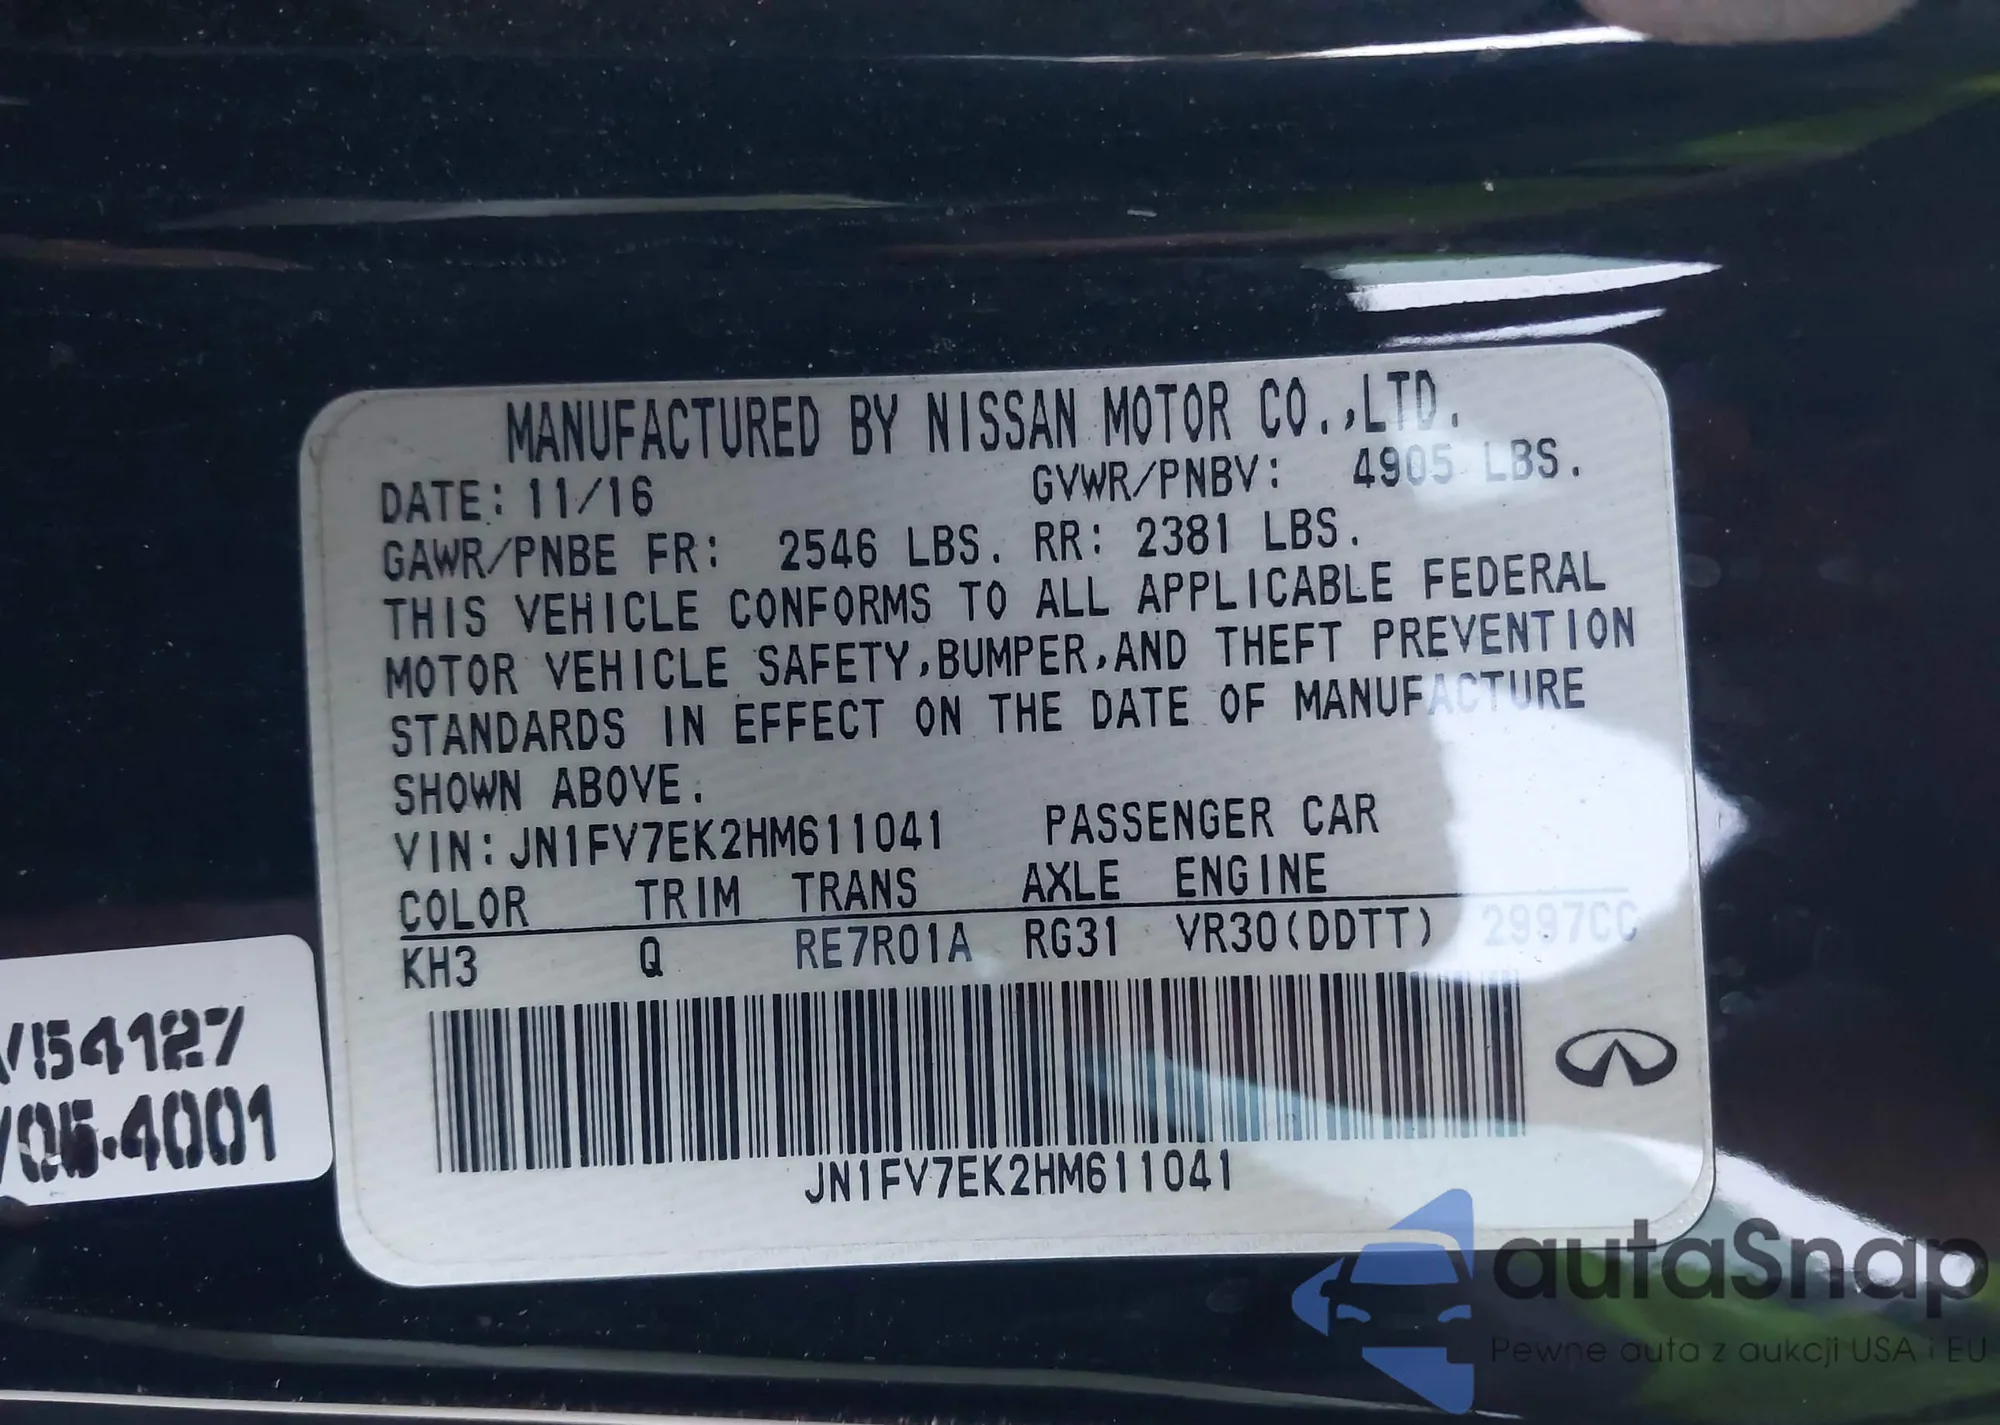 MANUFACTURED BY NISSAN MOTOR CO.,LTD.
DATE: 11/16 GVWR/PNBV: 4905 LBS.
GAWR/PNBE FR: 2546 LBS. RR: 2381 LBS.
THIS VEHICLE CONFORMS TO ALL APPLICABLE FEDERAL
MOTOR VEHICLE SAFETY,BUMPER,AND THEFT PREVENTION
STANDARDS IN EFFECT ON THE DATE OF MANUFACTURE
SHOWN ABOVE.
VIN: JN1FV7EK2HM611041 PASSENGER CAR
COLOR TRIM TRANS AXLE ENGINE
KH3 Q RE7R01A RG31 VR30(DDTT) 2997CC
JN1FV7EK2HM611041
autaSnap
Pewne auta z aukcji USA i EU